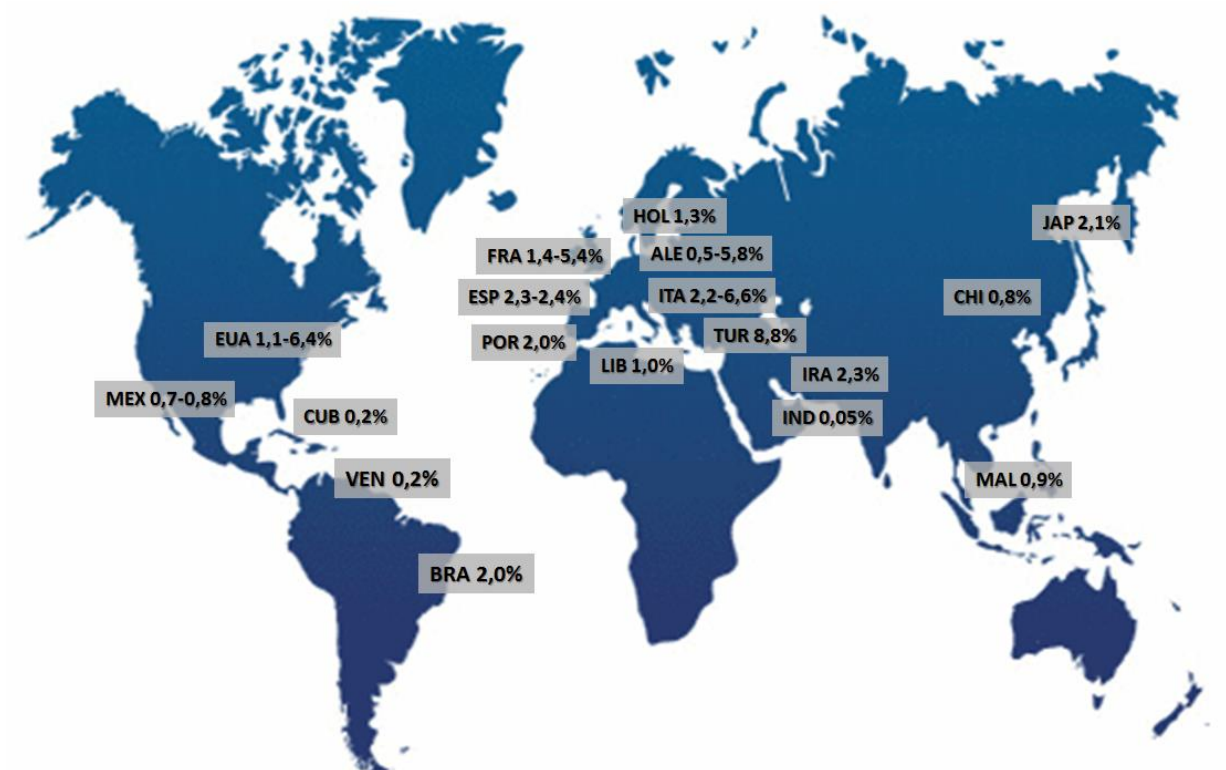 HOL 1,3%
JAP 2,1%
FRA 1,4-5,4%
ALE 0,5-5,8%
ESP 2,3-2,4%
ITA 2,2-6,6%
CHI 0,8%
EUA 1,1-6,4%
POR 2,0%
TUR 8,8%
LIB 1,0%
IRA 2,3%
MEX 0,7-0,8%
CUB 0,2%
IND 0,05%
VEN 0,2%
MAL 0,9%
BRA 2,0%